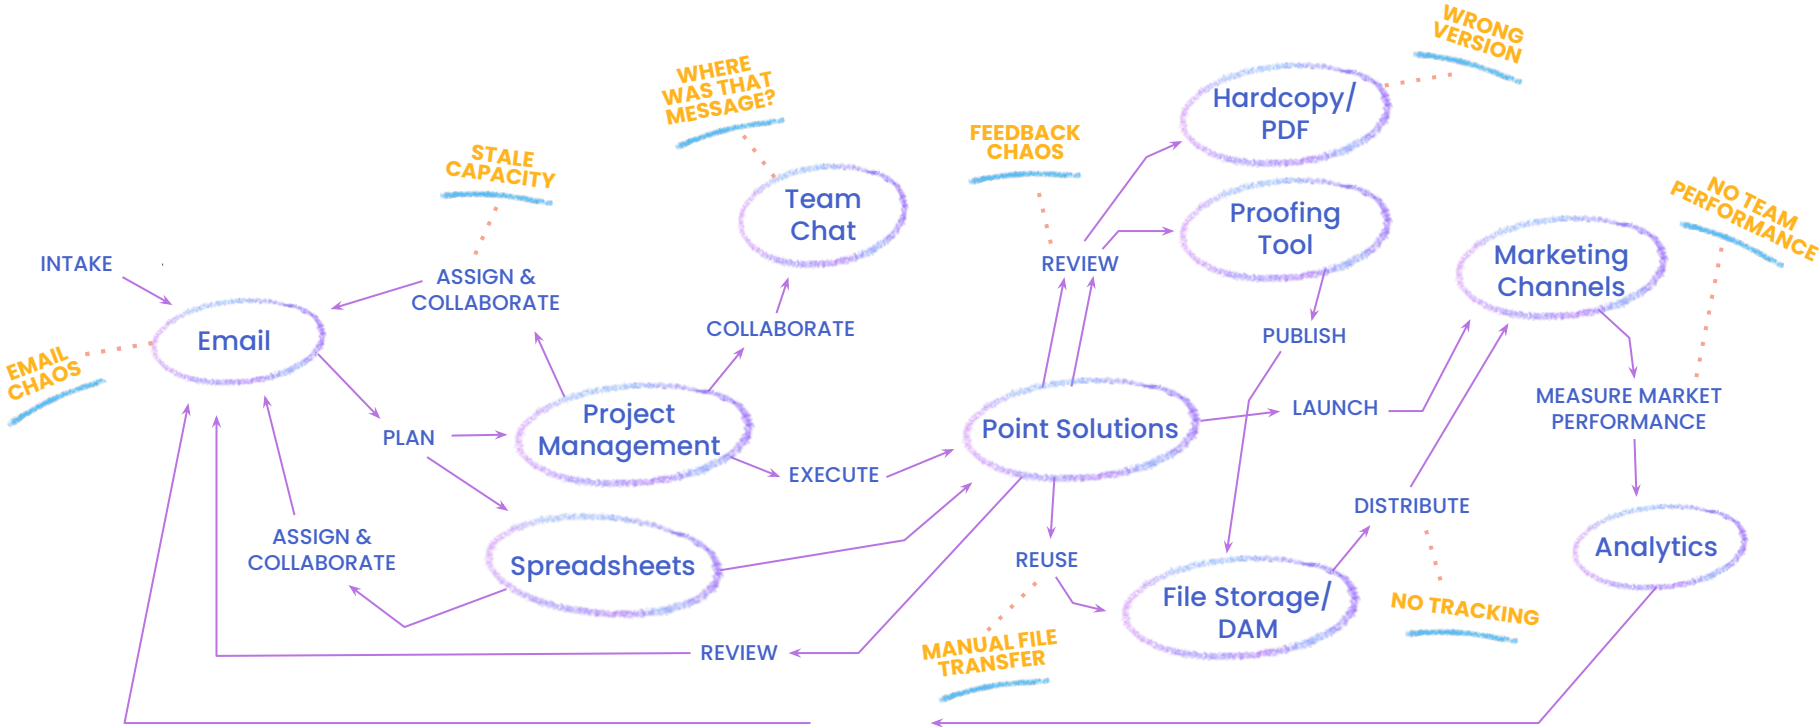 WRONG
VERSION
WHERE
WAS THAT
MESSAGE?
Hardcopy/
PDF
FEEDBACK
CHAOS
STALE
CAPACITY
Team
Chat
Proofing
Tool
NO TEAM
PERFORMANCE
INTAKE
ASSIGN &
COLLABORATE
REVIEW
Marketing
Channels
Email
COLLABORATE
PUBLISH
EMAIL
CHAOS
PLAN
Project
Management
Point Solutions
LAUNCH
MEASURE MARKET
PERFORMANCE
EXECUTE
DISTRIBUTE
ASSIGN &
COLLABORATE
Spreadsheets
REUSE
Analytics
File Storage/
DAM
NO TRACKING
REVIEW
MANUAL FILE
TRANSFER